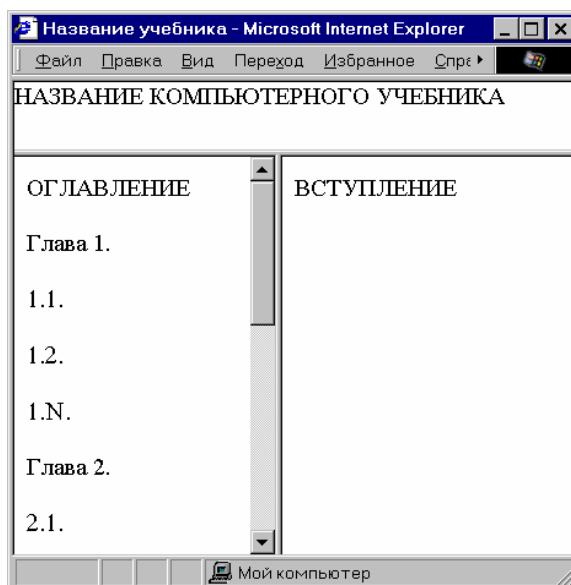 Название учебника - Microsoft Internet Explorer
Файл Правка Вид Переход Избранное Спра
НАЗВАНИЕ КОМПЬЮТЕРНОГО УЧЕБНИКА
ОГЛАВЛЕНИЕ
Глава 1.
1.1.
1.2.
1.N.
Глава 2.
2.1.
ВСТУПЛЕНИЕ
Мой компьютер